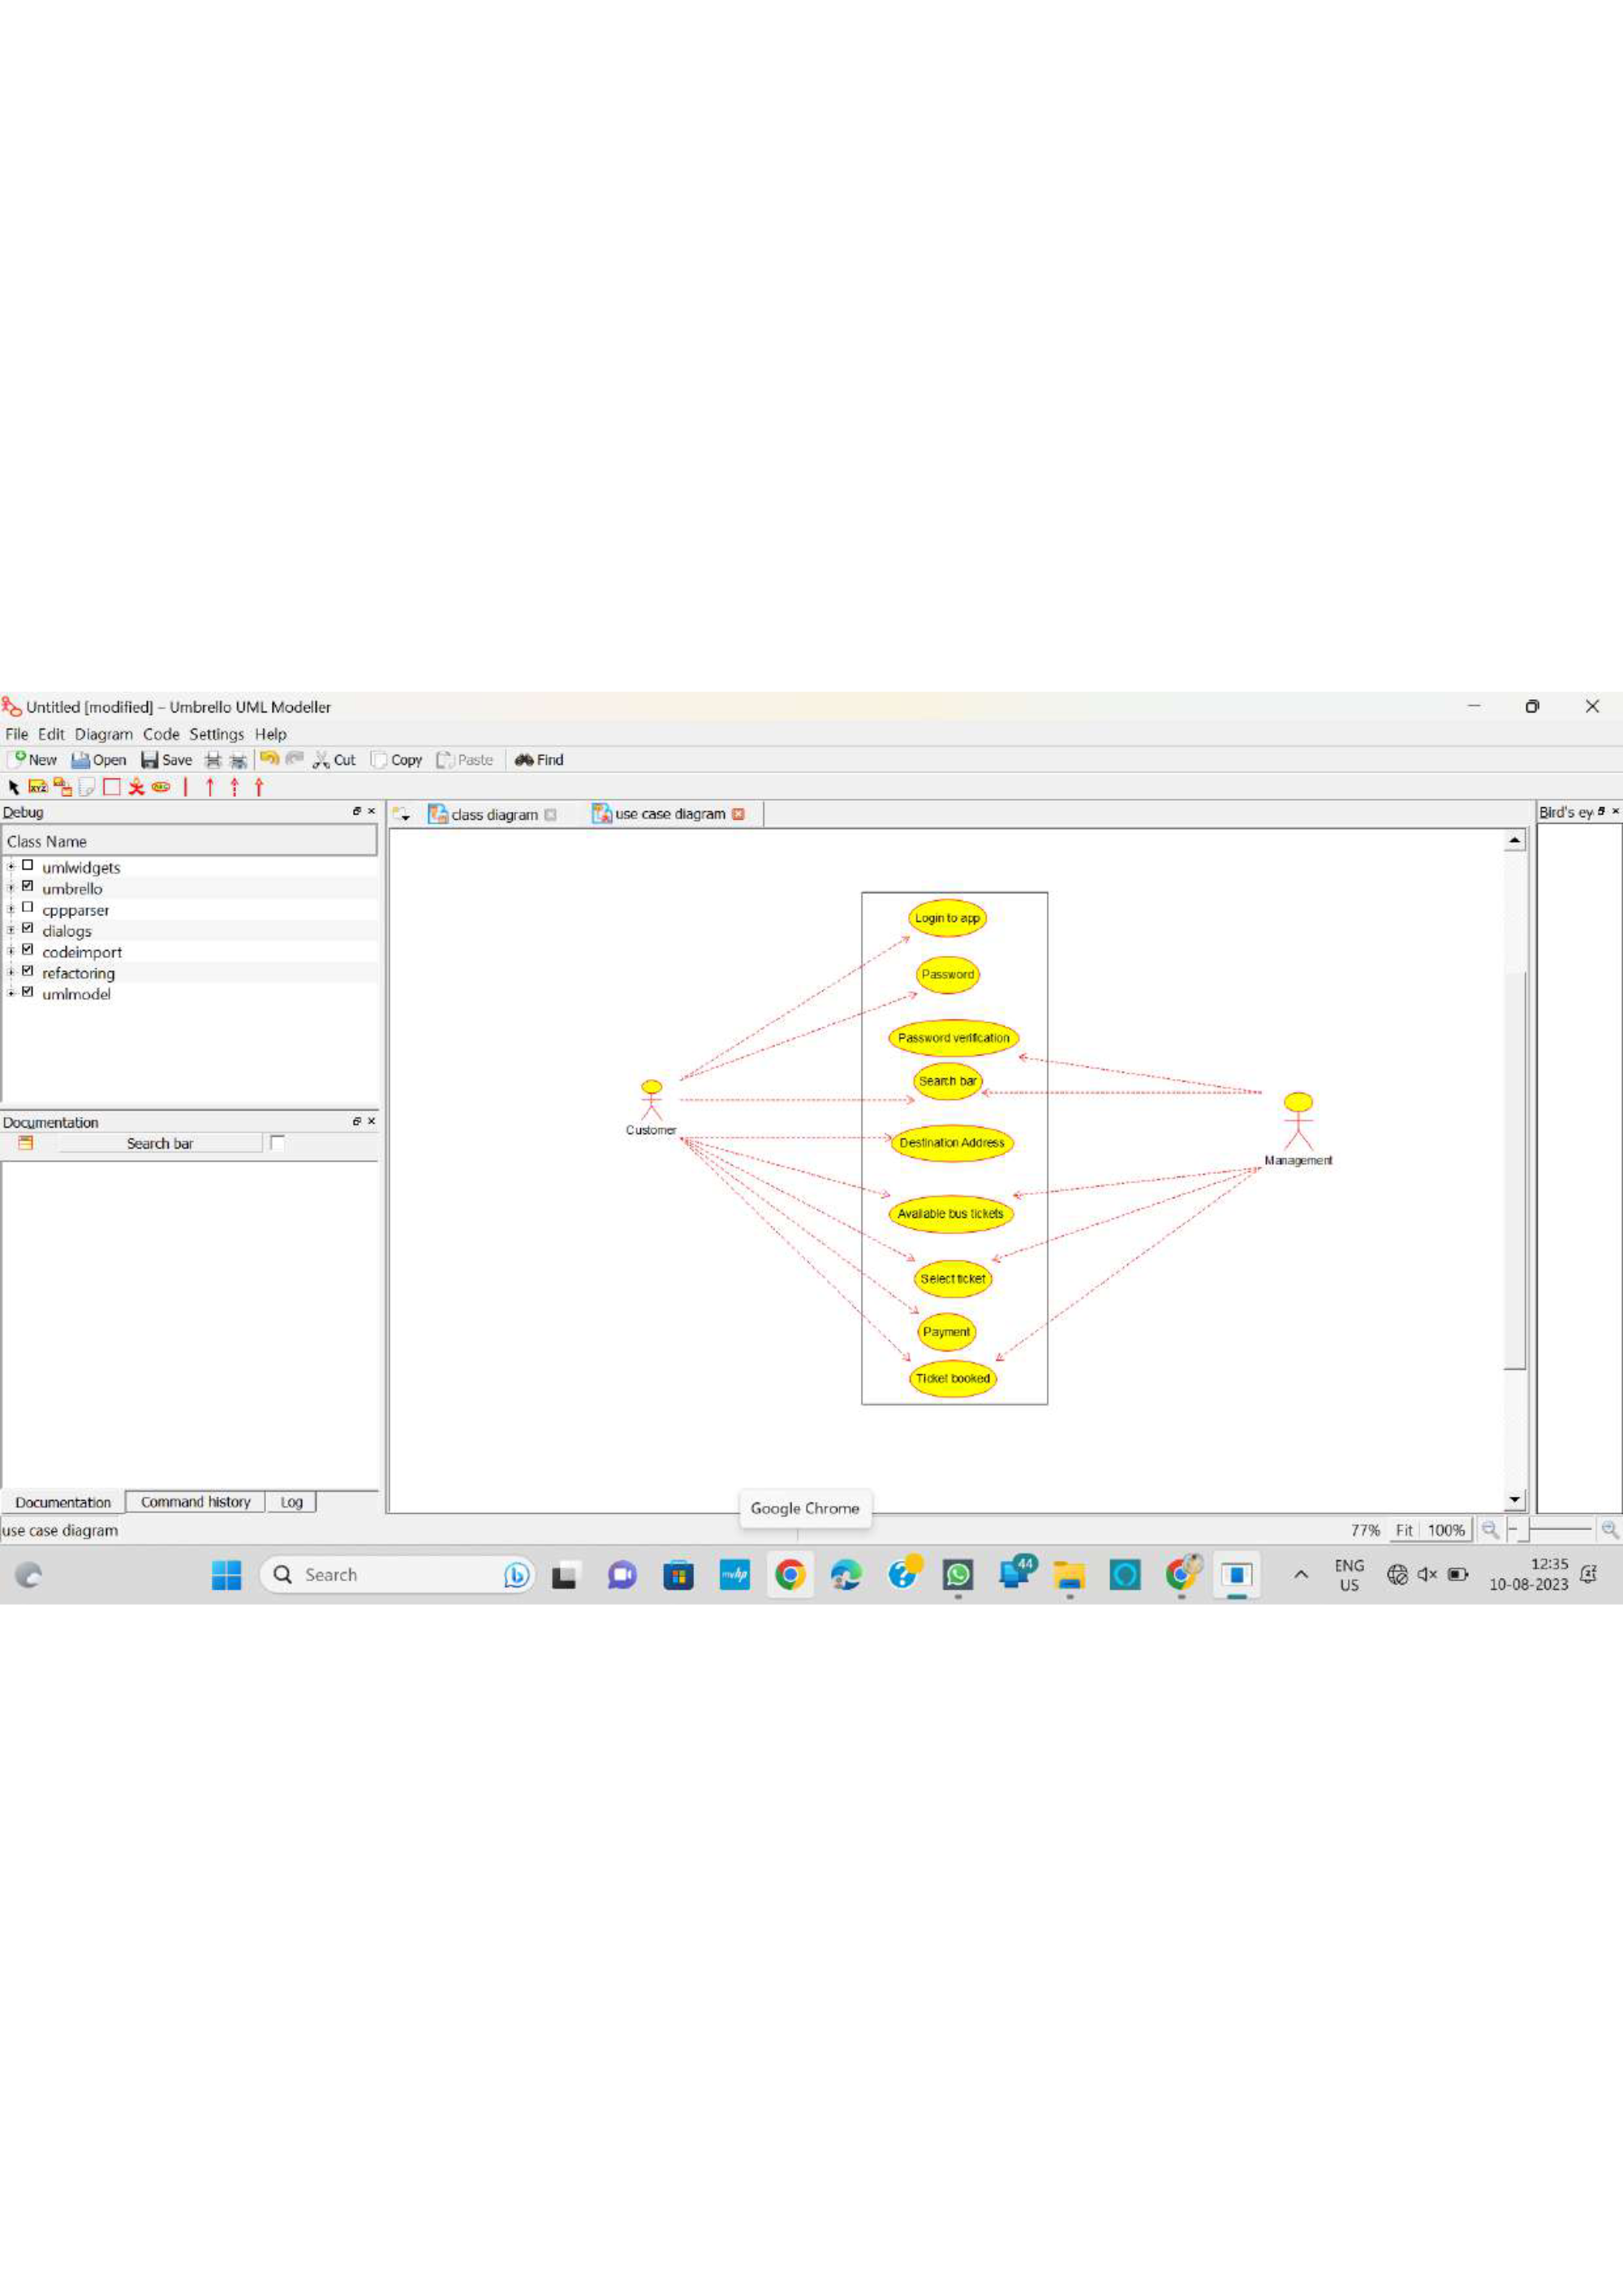 Untitled [modified] – Umbrello UML Modeller
File Edit Diagram Code Settings Help
New Open Save Cut Copy Paste Find
XYZ
Debug
class diagram use case diagram
Bird's ey
Class Name
umlwidgets
umbrello
cppparser
dialogs
codeimport
refactoring
umlmodel
Documentation
Search bar
Login to app
Password
Password verification
Search bar
Customer
Destination Address
Management
Available bus tickets
Select ticket
Payment
Ticket booked
Documentation Command history Log
Google Chrome
use case diagram
77% Fit 100%
Search
myhp
44
ENG
US
12:35
10-08-2023